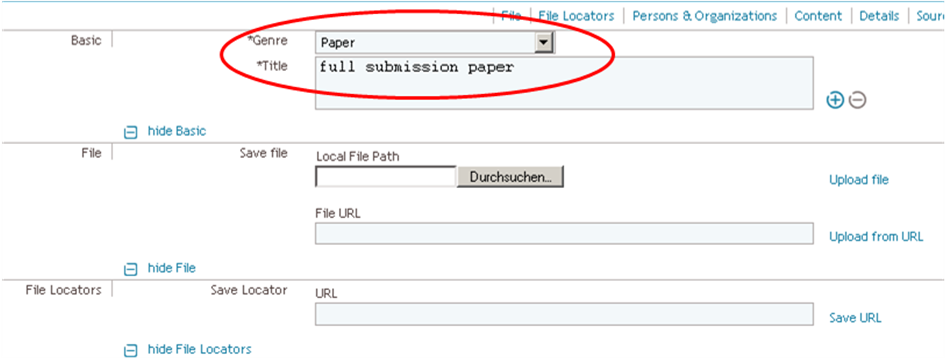 File | File Locators | Persons & Organizations | Content | Details | Sour
Basic *Genre Paper
*Title full submission paper
hide Basic
File Save file Local File Path
Durchsuchen... Upload file
File URL
Upload from URL
hide File
File Locators Save Locator URL
Save URL
hide File Locators